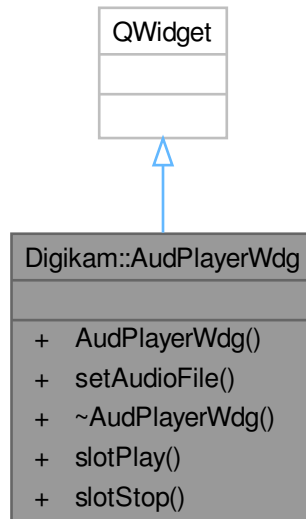 QWidget
Digikam::AudPlayerWdg
+ AudPlayerWdg()
+ setAudioFile()
+ ~AudPlayerWdg()
+ slotPlay()
+ slotStop()